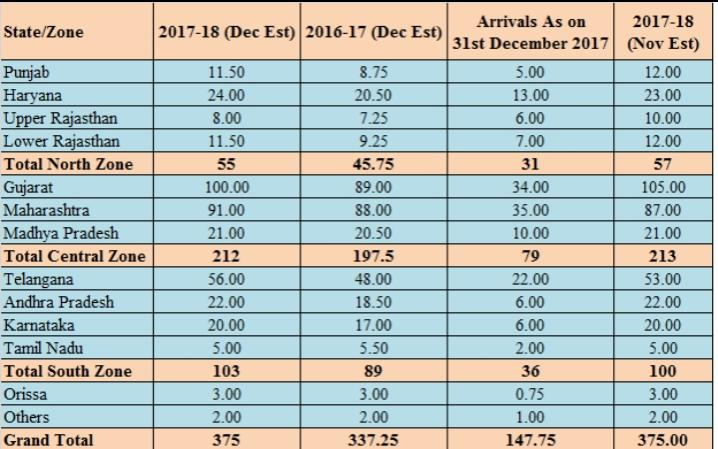 State/Zone 2017-18 (Dec Est) 2016-17 (Dec Est) Arrivals As on 31st December 2017 2017-18 (Nov Est)
Punjab 11.50 8.75 5.00 12.00
Haryana 24.00 20.50 13.00 23.00
Upper Rajasthan 8.00 7.25 6.00 10.00
Lower Rajasthan 11.50 9.25 7.00 12.00
Total North Zone 55 45.75 31 57
Gujarat 100.00 89.00 34.00 105.00
Maharashtra 91.00 88.00 35.00 87.00
Madhya Pradesh 21.00 20.50 10.00 21.00
Total Central Zone 212 197.5 79 213
Telangana 56.00 48.00 22.00 53.00
Andhra Pradesh 22.00 18.50 6.00 22.00
Karnataka 20.00 17.00 6.00 20.00
Tamil Nadu 5.00 5.50 2.00 5.00
Total South Zone 103 89 36 100
Orissa 3.00 3.00 0.75 3.00
Others 2.00 2.00 1.00 2.00
Grand Total 375 337.25 147.75 375.00